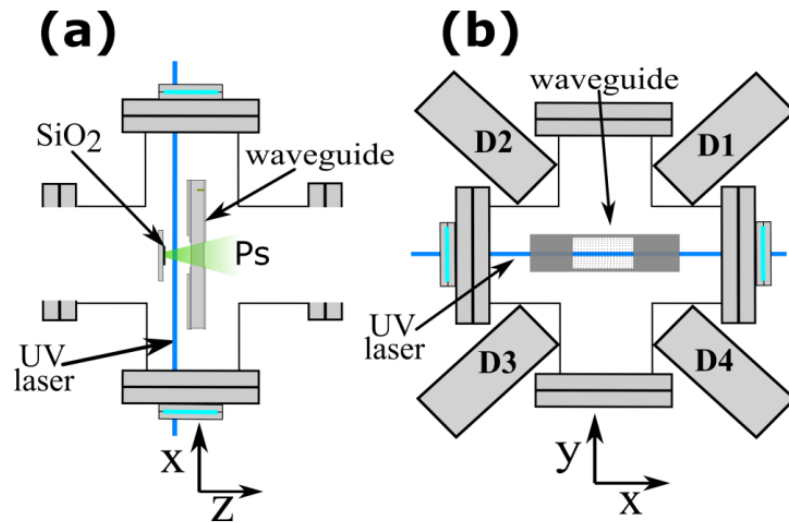 (a)
SiO₂
waveguide
Ps
UV
laser
X
Z
(b)
waveguide
D2
D1
UV
laser
D3
D4
y
x